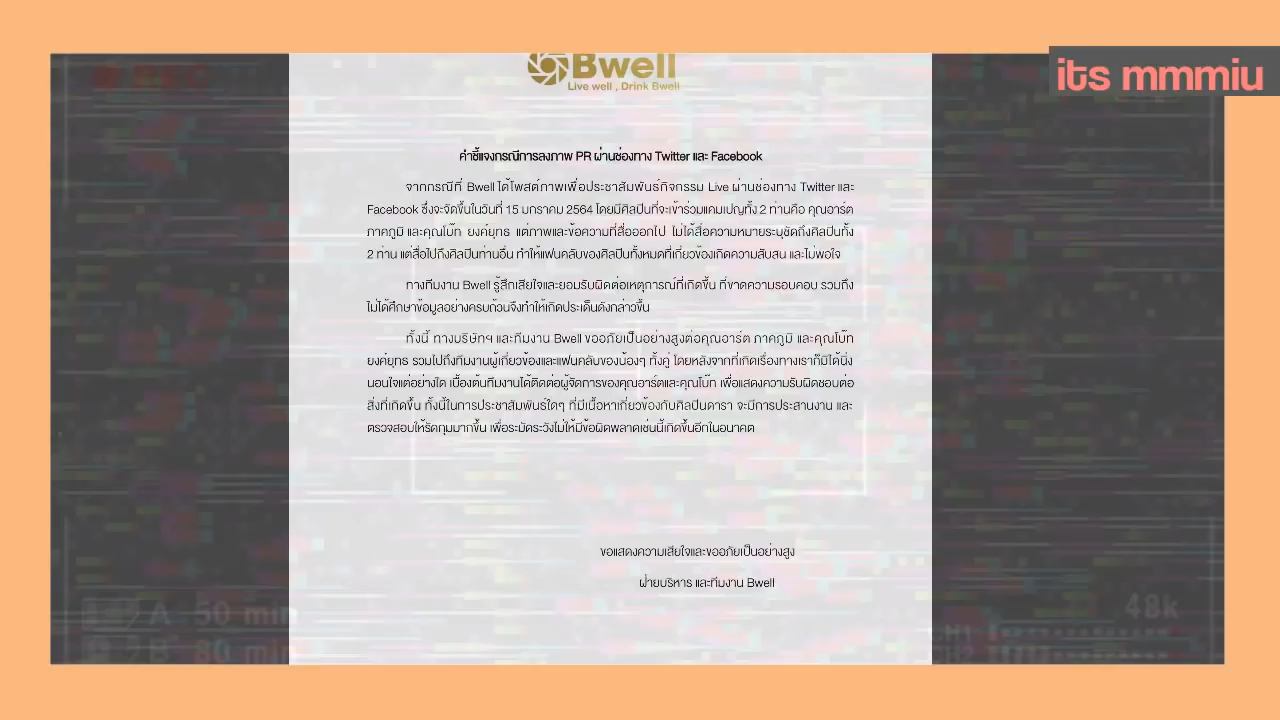 its mmmiu
Bwell
Live well , Drink Bwell
คำชี้แจงกรณีการลงภาพ PR ผ่านช่องทาง Twitter และ Facebook
จากกรณีที่ Bwell ได้โพสต์ภาพเพื่อประชาสัมพันธ์กิจกรรม Live ผ่านช่องทาง Twitter และ
Facebook ซึ่งจะจัดขึ้นในวันที่ 15 มกราคม 2564 โดยมีศิลปินที่จะเข้าร่วมแคมเปญทั้ง 2 ท่านคือ คุณอาร์ต
ภาคภูมิ และคุณโบ๊ท ยงค์ยุทธ แต่ภาพและข้อความที่สื่อออกไป ไม่ได้สื่อความหมายระบุชัดถึงศิลปินทั้ง
2 ท่าน แต่สื่อไปถึงศิลปินท่านอื่น ทำให้แฟนคลับของศิลปินทั้งหมดที่เกี่ยวข้องเกิดความสับสน และไม่พอใจ
ทางทีมงาน Bwell รู้สึกเสียใจและยอมรับผิดต่อเหตุการณ์ที่เกิดขึ้น ที่ขาดความรอบคอบ รวมถึง
ไม่ได้ศึกษาข้อมูลอย่างครบถ้วนจึงทำให้เกิดประเด็นดังกล่าวขึ้น
ทั้งนี้ ทางบริษัทฯ และทีมงาน Bwell ขออภัยเป็นอย่างสูงต่อคุณอาร์ต ภาคภูมิ และคุณโบ๊ท
ยงค์ยุทธ รวมไปถึงทีมงานผู้เกี่ยวข้องและแฟนคลับของน้องๆ ทั้งคู่ โดยหลังจากที่เกิดเรื่องทางเราก็มิได้นิ่ง
นอนใจแต่อย่างใด เบื้องต้นทีมงานได้ติดต่อผู้จัดการของคุณอาร์ตและคุณโบ๊ท เพื่อแสดงความรับผิดชอบต่อ
สิ่งที่เกิดขึ้น ทั้งนี้ในการประชาสัมพันธ์ใดๆ ที่มีเนื้อหาเกี่ยวข้องกับศิลปินดารา จะมีการประสานงาน และ
ตรวจสอบให้รัดกุมมากขึ้น เพื่อระมัดระวังไม่ให้มีข้อผิดพลาดเช่นนี้เกิดขึ้นอีกในอนาคต
ขอแสดงความเสียใจและขออภัยเป็นอย่างสูง
ฝ่ายบริหาร และทีมงาน Bwell
REC
A 50 min
B 80 min
48k
CH1
CH2